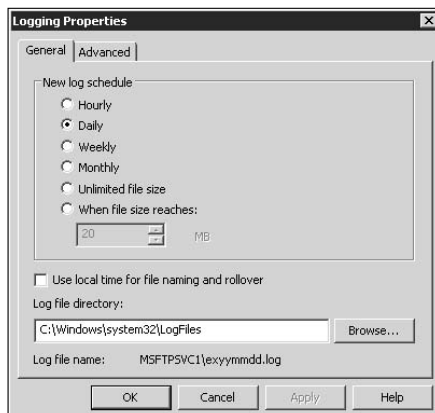 Logging Properties
General Advanced
New log schedule
Hourly
Daily
Weekly
Monthly
Unlimited file size
When file size reaches:
20 MB
Use local time for file naming and rollover
Log file directory:
C:\Windows\system32\LogFiles Browse...
Log file name: MSFTPSVC1\exyymmdd.log
OK Cancel Apply Help